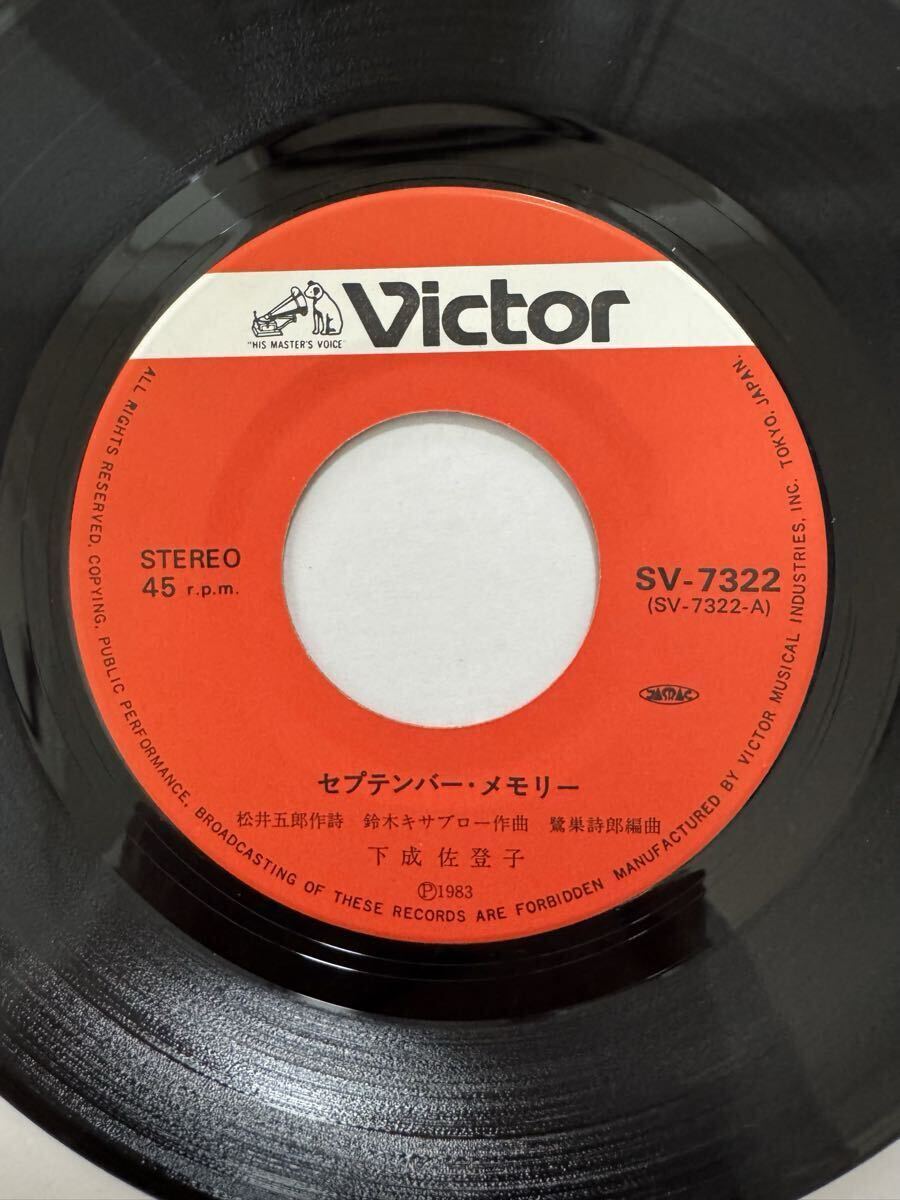 Victor
"HIS MASTER'S VOICE"
STEREO
45 r.p.m.
SV-7322
(SV-7322-A)
JASRAC
セプテンバー・メモリー
松井五郎作詩 鈴木キサブロー作曲 鷺巣詩郎編曲
下成佐登子
Ⓟ1983
ALL RIGHTS RESERVED. COPYING, PUBLIC PERFORMANCE, BROADCASTING OF THESE RECORDS ARE FORBIDDEN MANUFACTURED BY VICTOR MUSICAL INDUSTRIES, INC. TOKYO, JAPAN.